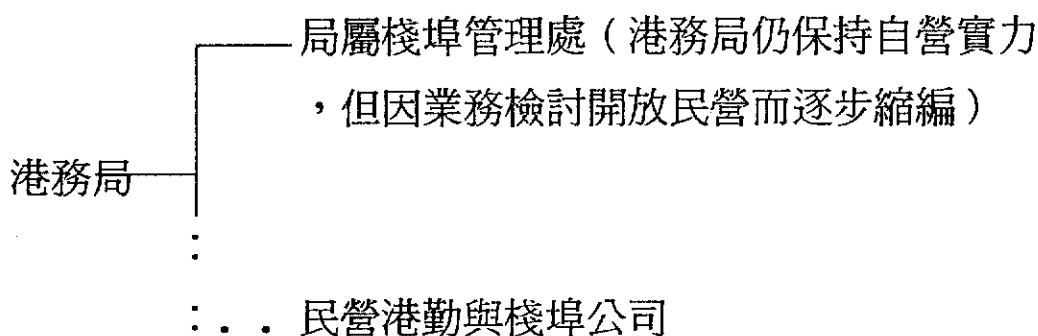 局屬棧埠管理處（港務局仍保持自營實力
，但因業務檢討開放民營而逐步縮編）
港務局
民營港勤與棧埠公司